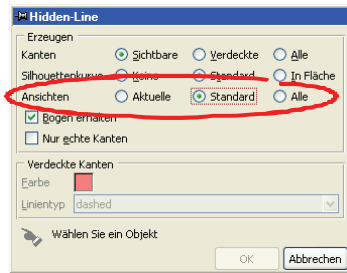 Hidden-Line
Erzeugen
Kanten Sichtbare Verdeckte Alle
Silhouettenkurve Keine Standard In Fläche
Ansichten Aktuelle Standard Alle
Bogen erhalten
Nur echte Kanten
Verdeckte Kanten
Farbe
Linientyp dashed
Wählen Sie ein Objekt
OK Abbrechen